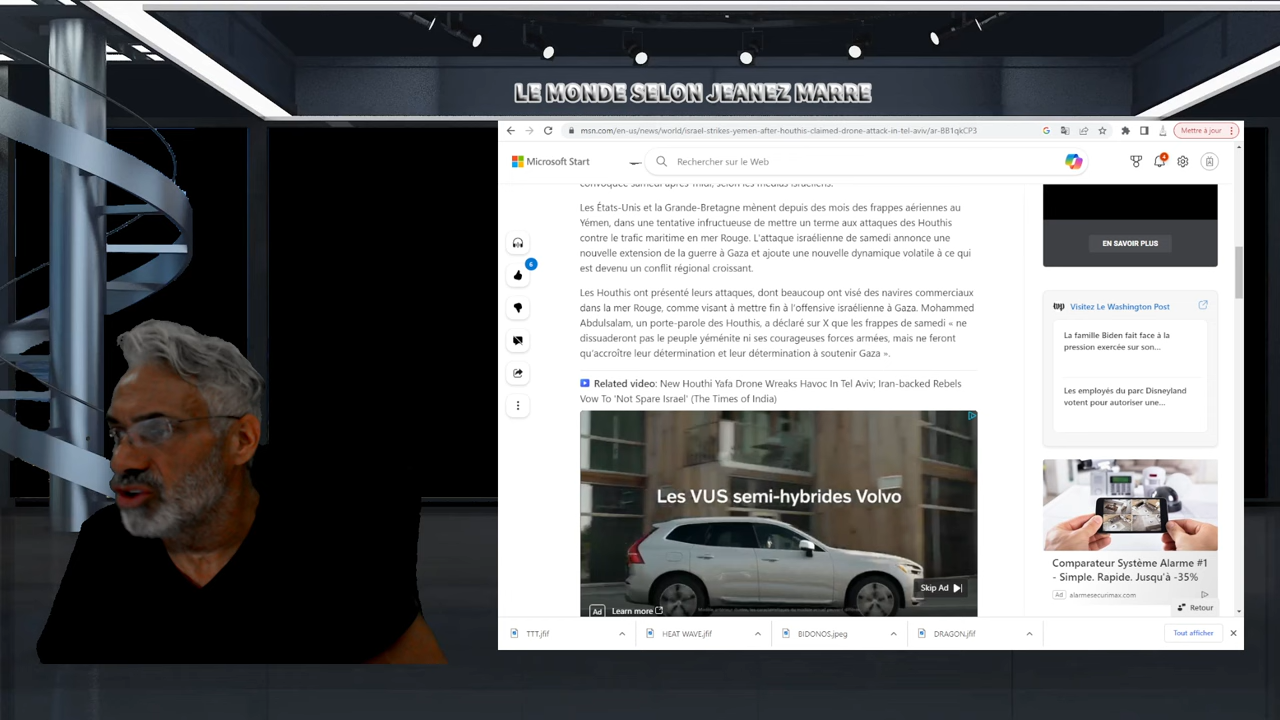 LE MONDE SELON JEANEZ MARRE
msn.com/en-us/news/world/israel-strikes-yemen-after-houthis-claimed-drone-attack-in-tel-aviv/ar-BB1qkCP3
Mettre à jour
Microsoft Start
Rechercher sur le Web
4
convoquée samedi après-midi, selon les médias israéliens.
Les États-Unis et la Grande-Bretagne mènent depuis des mois des frappes aériennes au
Yémen, dans une tentative infructueuse de mettre un terme aux attaques des Houthis
contre le trafic maritime en mer Rouge. L'attaque israélienne de samedi annonce une
nouvelle extension de la guerre à Gaza et ajoute une nouvelle dynamique volatile à ce qui
est devenu un conflit régional croissant.
6
Les Houthis ont présenté leurs attaques, dont beaucoup ont visé des navires commerciaux
dans la mer Rouge, comme visant à mettre fin à l'offensive israélienne à Gaza. Mohammed
Abdulsalam, un porte-parole des Houthis, a déclaré sur X que les frappes de samedi « ne
dissuaderont pas le peuple yéménite ni ses courageuses forces armées, mais ne feront
qu'accroître leur détermination et leur détermination à soutenir Gaza ».
Related video: New Houthi Yafa Drone Wreaks Havoc In Tel Aviv; Iran-backed Rebels
Vow To 'Not Spare Israel' (The Times of India)
Les VUS semi-hybrides Volvo
Skip Ad
Ad Learn more
EN SAVOIR PLUS
wp Visitez Le Washington Post
La famille Biden fait face à la
pression exercée sur son...
Les employés du parc Disneyland
votent pour autoriser une...
Comparateur Système Alarme #1
- Simple. Rapide. Jusqu'à -35%
Ad alarmesecurimax.com
Retour
TTT.jfif
HEAT WAVE.jfif
BIDONOS.jpeg
DRAGON.jfif
Tout afficher